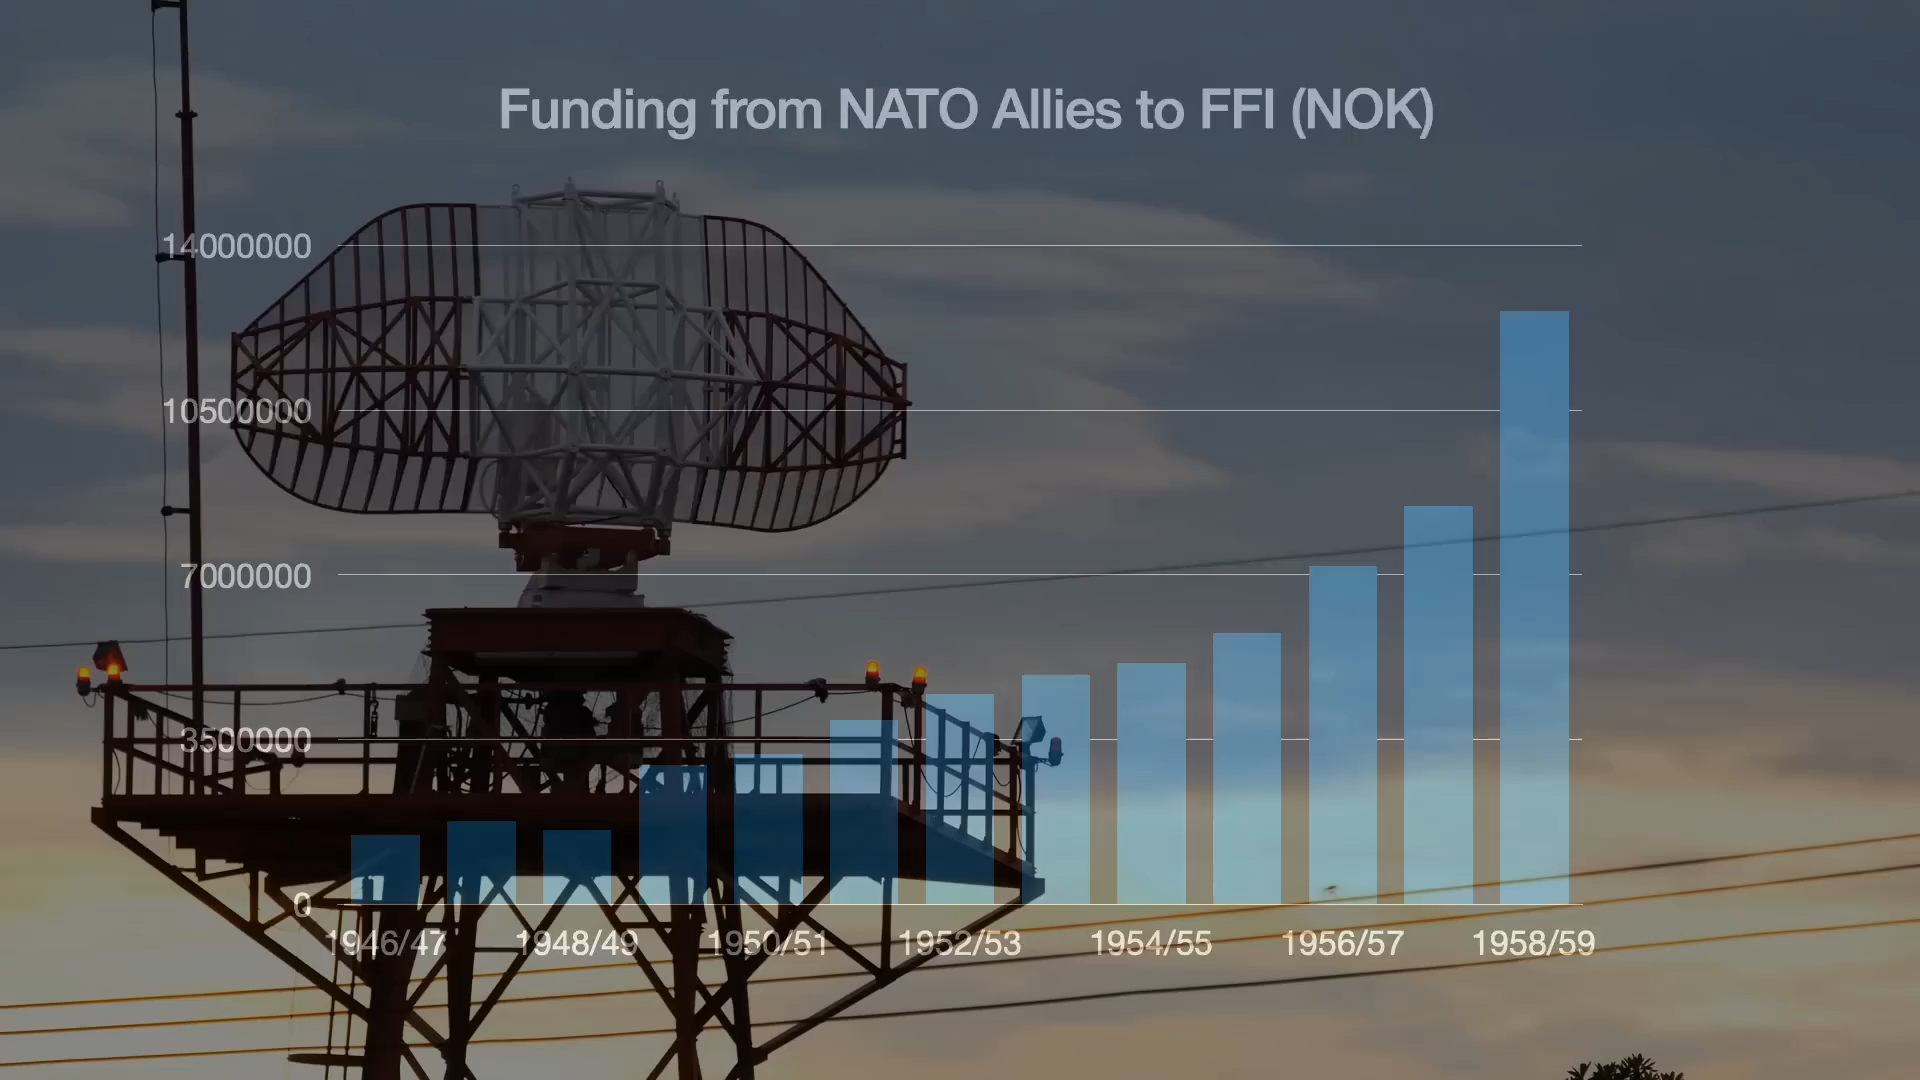 Funding from NATO Allies to FFI (NOK)
14000000
10500000
7000000
3500000
0
1946/47 1948/49 1950/51 1952/53 1954/55 1956/57 1958/59